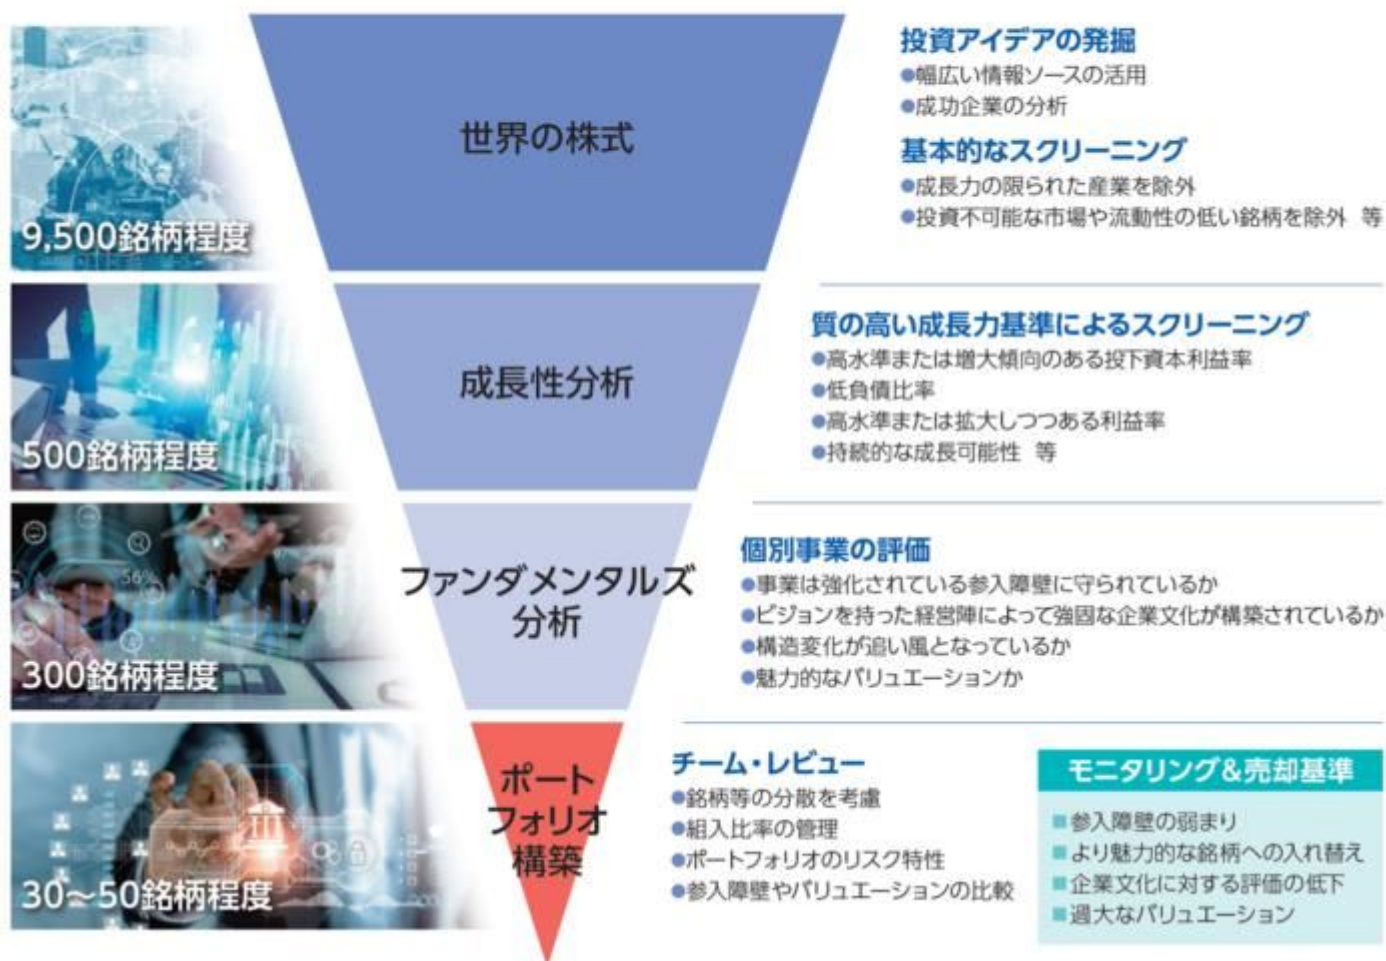 世界の株式
9,500銘柄程度
投資アイデアの発掘
●幅広い情報ソースの活用
●成功企業の分析
基本的なスクリーニング
●成長力の限られた産業を除外
●投資不可能な市場や流動性の低い銘柄を除外 等
成長性分析
500銘柄程度
質の高い成長力基準によるスクリーニング
●高水準または増大傾向のある投下資本利益率
●低負債比率
●高水準または拡大しつつある利益率
●持続的な成長可能性 等
56%
ファンダメンタルズ
分析
300銘柄程度
個別事業の評価
●事業は強化されている参入障壁に守られているか
●ビジョンを持った経営陣によって強固な企業文化が構築されているか
●構造変化が追い風となっているか
●魅力的なバリュエーションか
ポート
フォリオ
構築
30～50銘柄程度
チーム・レビュー
●銘柄等の分散を考慮
●組入比率の管理
●ポートフォリオのリスク特性
●参入障壁やバリュエーションの比較
モニタリング&売却基準
■参入障壁の弱まり
■より魅力的な銘柄への入れ替え
■企業文化に対する評価の低下
■過大なバリュエーション